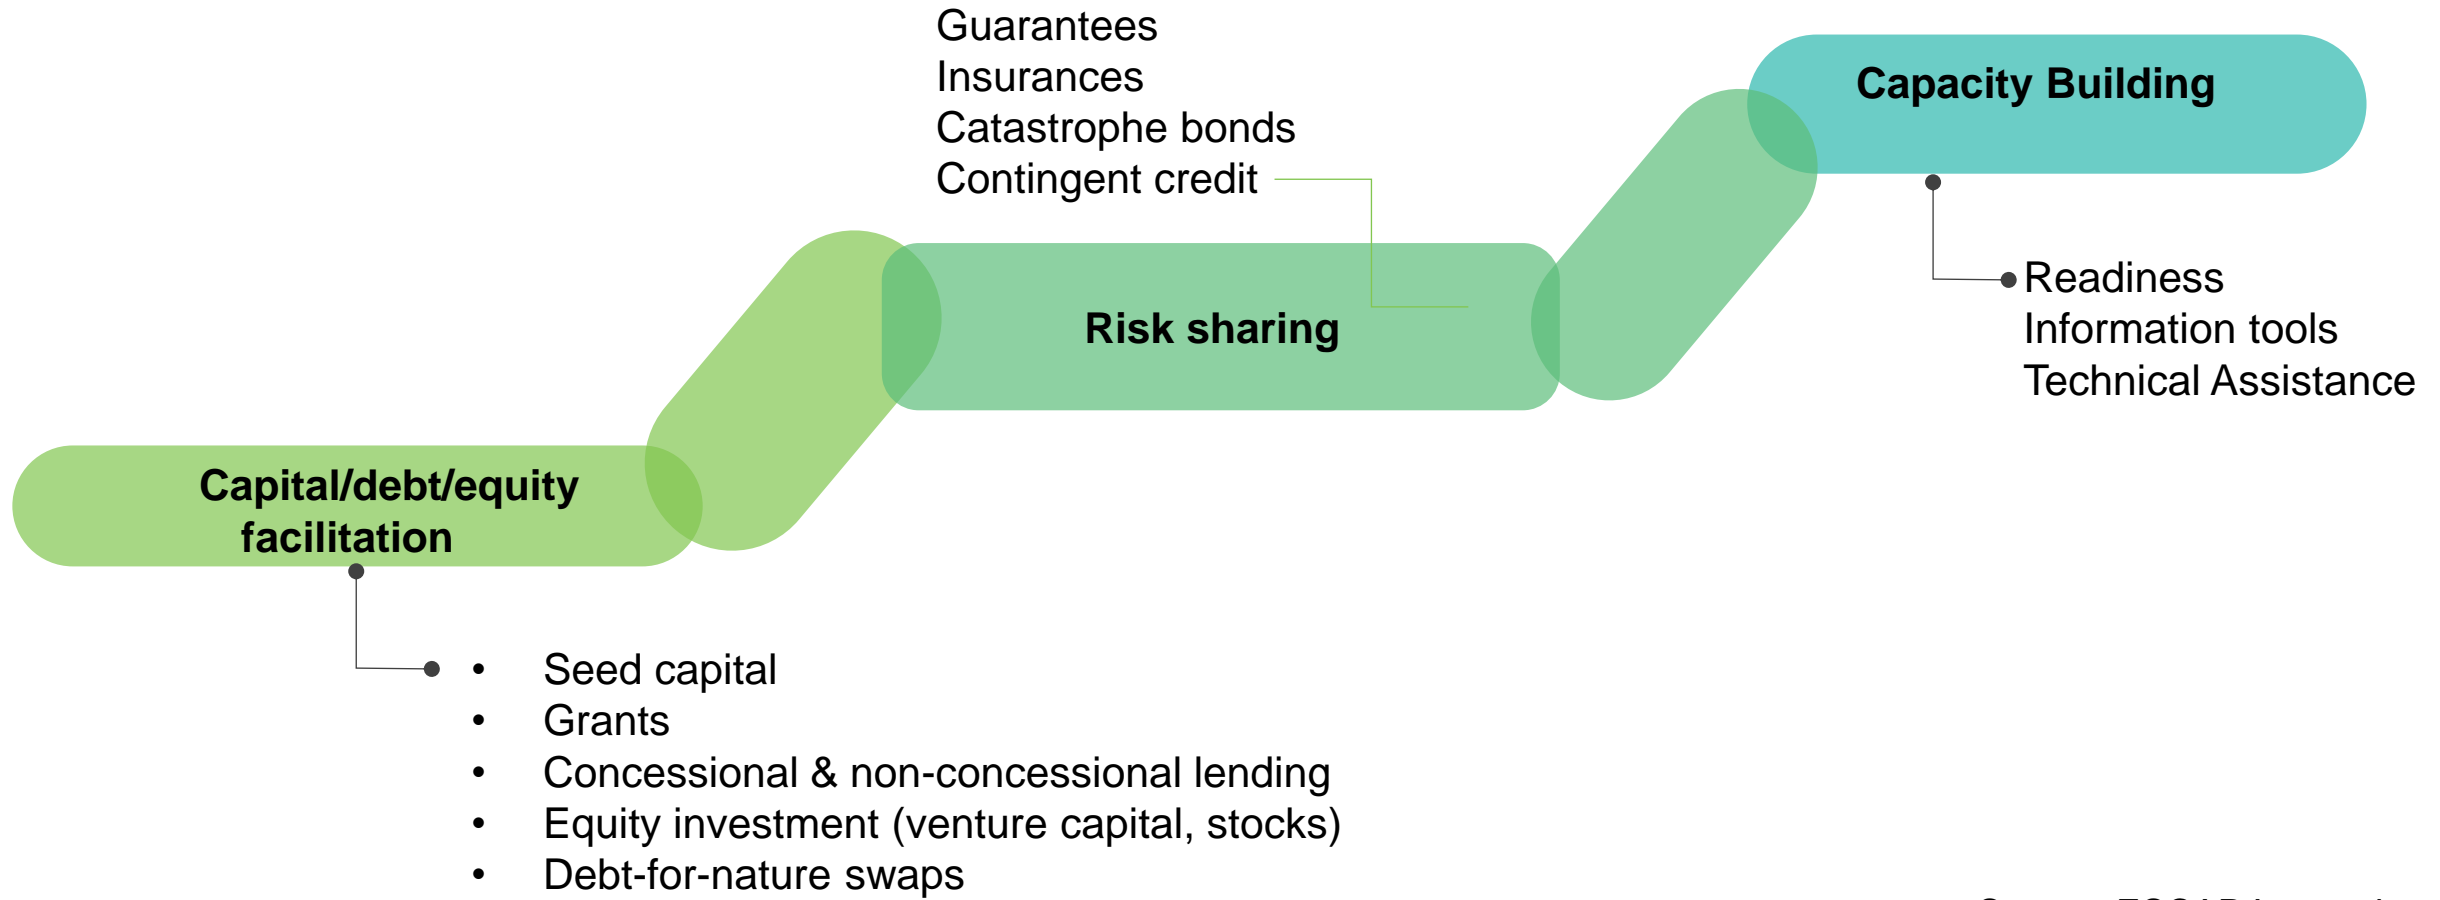 Guarantees
Insurances
Catastrophe bonds
Contingent credit
Capacity Building
Readiness
Information tools
Technical Assistance
Risk sharing
Capital/debt/equity
facilitation
• Seed capital
• Grants
• Concessional & non-concessional lending
• Equity investment (venture capital, stocks)
• Debt-for-nature swaps